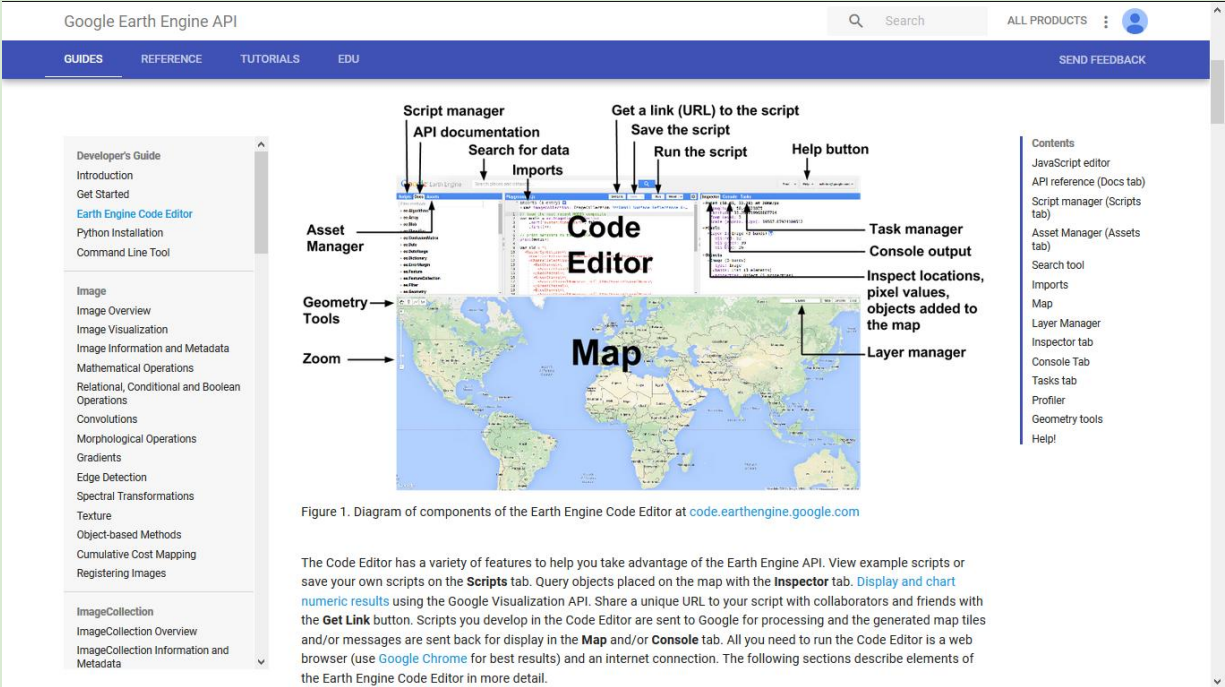 Google Earth Engine API
Search
ALL PRODUCTS
GUIDES
REFERENCE
TUTORIALS
EDU
SEND FEEDBACK
Developer's Guide
Introduction
Get Started
Earth Engine Code Editor
Python Installation
Command Line Tool
Image
Image Overview
Image Visualization
Image Information and Metadata
Mathematical Operations
Relational, Conditional and Boolean
Operations
Convolutions
Morphological Operations
Gradients
Edge Detection
Spectral Transformations
Texture
Object-based Methods
Cumulative Cost Mapping
Registering Images
ImageCollection
ImageCollection Overview
ImageCollection Information and
Metadata
Script manager
API documentation
Search for data
Imports
Get a link (URL) to the script
Save the script
Run the script
Help button
Asset
Manager
Code
Editor
Task manager
Console output
Inspect locations,
pixel values,
objects added to
the map
Layer manager
Geometry
Tools
Zoom
Map
Figure 1. Diagram of components of the Earth Engine Code Editor at code.earthengine.google.com
The Code Editor has a variety of features to help you take advantage of the Earth Engine API. View example scripts or
save your own scripts on the Scripts tab. Query objects placed on the map with the Inspector tab. Display and chart
numeric results using the Google Visualization API. Share a unique URL to your script with collaborators and friends with
the Get Link button. Scripts you develop in the Code Editor are sent to Google for processing and the generated map tiles
and/or messages are sent back for display in the Map and/or Console tab. All you need to run the Code Editor is a web
browser (use Google Chrome for best results) and an internet connection. The following sections describe elements of
the Earth Engine Code Editor in more detail.
Contents
JavaScript editor
API reference (Docs tab)
Script manager (Scripts
tab)
Asset Manager (Assets
tab)
Search tool
Imports
Map
Layer Manager
Inspector tab
Console Tab
Tasks tab
Profiler
Geometry tools
Help!